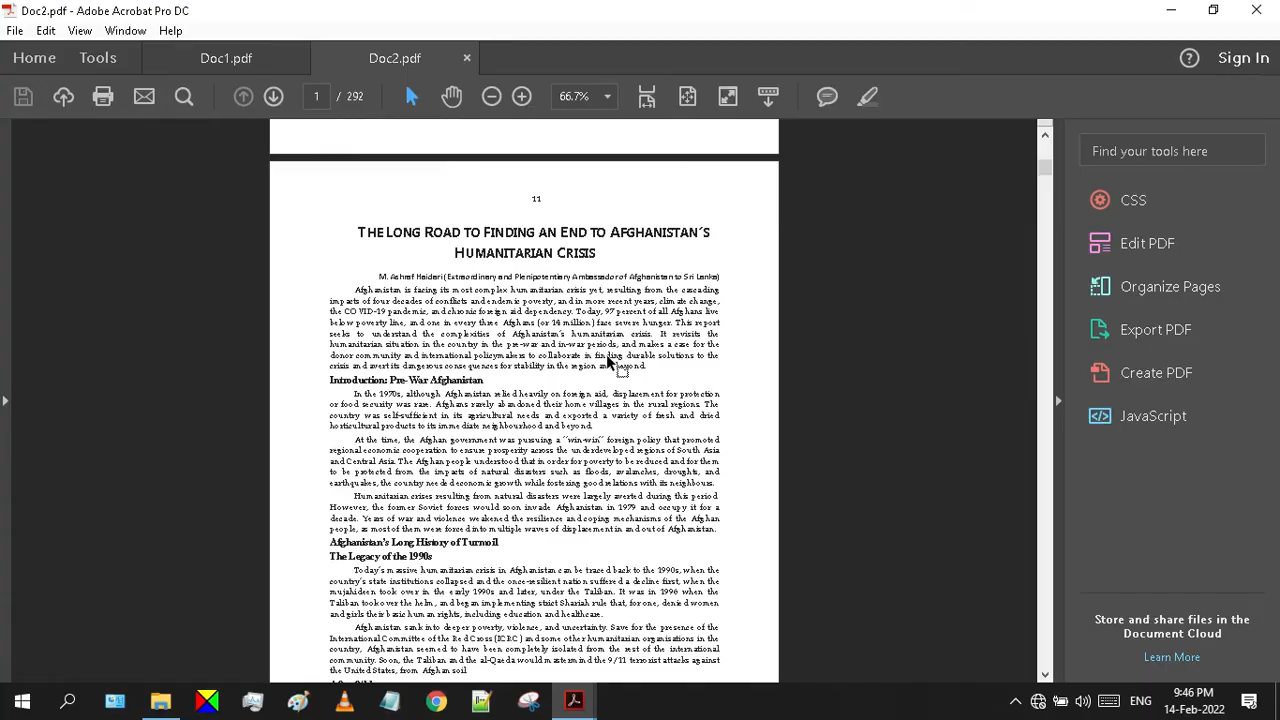 Doc2.pdf - Adobe Acrobat Pro DC
File Edit View Window Help
Home Tools Doc1.pdf Doc2.pdf × Sign In
1 / 292 66.7%
Find your tools here
CSS
Edit PDF
Organize Pages
Export PDF
Create PDF
JavaScript
Store and share files in the
Document Cloud
Learn More
11
THE LONG ROAD TO FINDING AN END TO AFGHANISTAN'S
HUMANITARIAN CRISIS
M. Ashraf Haidari (Extraordinary and Plenipotentiary Ambassador of Afghanistan to Sri Lanka)
Afghanistan is facing its most complex humanitarian crisis yet, resulting from the cascading
impacts of four decades of conflicts and endemic poverty, and in more recent years, climate change,
the COVID-19 pandemic, and chronic foreign aid dependency. Today, 97 percent of all Afghans live
below poverty line, and one in every three Afghans (or 14 million) face severe hunger. This report
seeks to understand the complexities of Afghanistan's humanitarian crisis. It revisits the
humanitarian situation in the country in the pre-war and in-war periods, and makes a case for the
donor community and international policymakers to collaborate in finding durable solutions to the
crisis and avert its dangerous consequences for stability in the region and beyond.
Introduction: Pre-War Afghanistan
In the 1970s, although Afghanistan relied heavily on foreign aid, displacement for protection
or food security was rare. Afghans rarely abandoned their home villages in the rural regions. The
country was self-sufficient in its agricultural needs and exported a variety of fresh and dried
horticultural products to its immediate neighbourhood and beyond.
At the time, the Afghan government was pursuing a "win-win" foreign policy that promoted
regional economic cooperation to ensure prosperity across the underdeveloped regions of South Asia
and Central Asia. The Afghan people understood that in order for poverty to be reduced and for them
to be protected from the impacts of natural disasters such as floods, avalanches, droughts, and
earthquakes, the country needed economic growth while fostering good relations with its neighbours.
Humanitarian crises resulting from natural disasters were largely averted during this period
However, the former Soviet forces would soon invade Afghanistan in 1979 and occupy it for a
decade. Years of war and violence weakened the resilience and coping mechanisms of the Afghan
people, as most of them were forced into multiple waves of displacement in and out of Afghanistan.
Afghanistan's Long History of Turmoil
The Legacy of the 1990s
Today's massive humanitarian crisis in Afghanistan can be traced back to the 1990s, when the
country's state institutions collapsed and the once-resilient nation suffered a decline first, when the
mujahideen took over in the early 1990s and later, under the Taliban. It was in 1996 when the
Taliban took over the helm, and began implementing strict Shariah rule that, for one, denied women
and girls their basic human rights, including education and healthcare.
Afghanistan sank into deeper poverty, violence, and uncertainty. Save for the presence of the
International Committee of the Red Cross (ICRC) and some other humanitarian organisations in the
country, Afghanistan seemed to have been completely isolated from the rest of the international
community. Soon, the Taliban and the al-Qaeda would mastermind the 9/11 terrorist attacks against
the United States, from Afghan soil
ENG
9:46 PM
14-Feb-2022